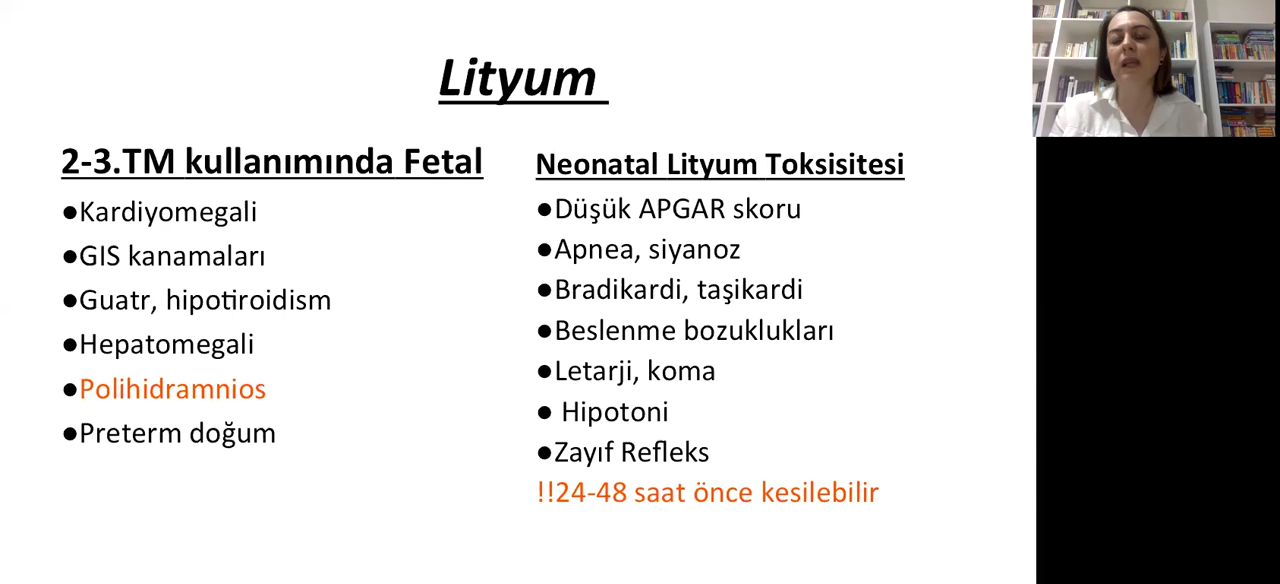 Lityum
2-3.TM kullanımında Fetal
●Kardiyomegali
●GIS kanamaları
●Guatr, hipotiroidism
●Hepatomegali
●Polihidramnios
●Preterm doğum
Neonatal Lityum Toksisitesi
●Düşük APGAR skoru
●Apnea, siyanoz
●Bradikardi, taşikardi
●Beslenme bozuklukları
●Letarji, koma
● Hipotoni
●Zayıf Refleks
!!24-48 saat önce kesilebilir